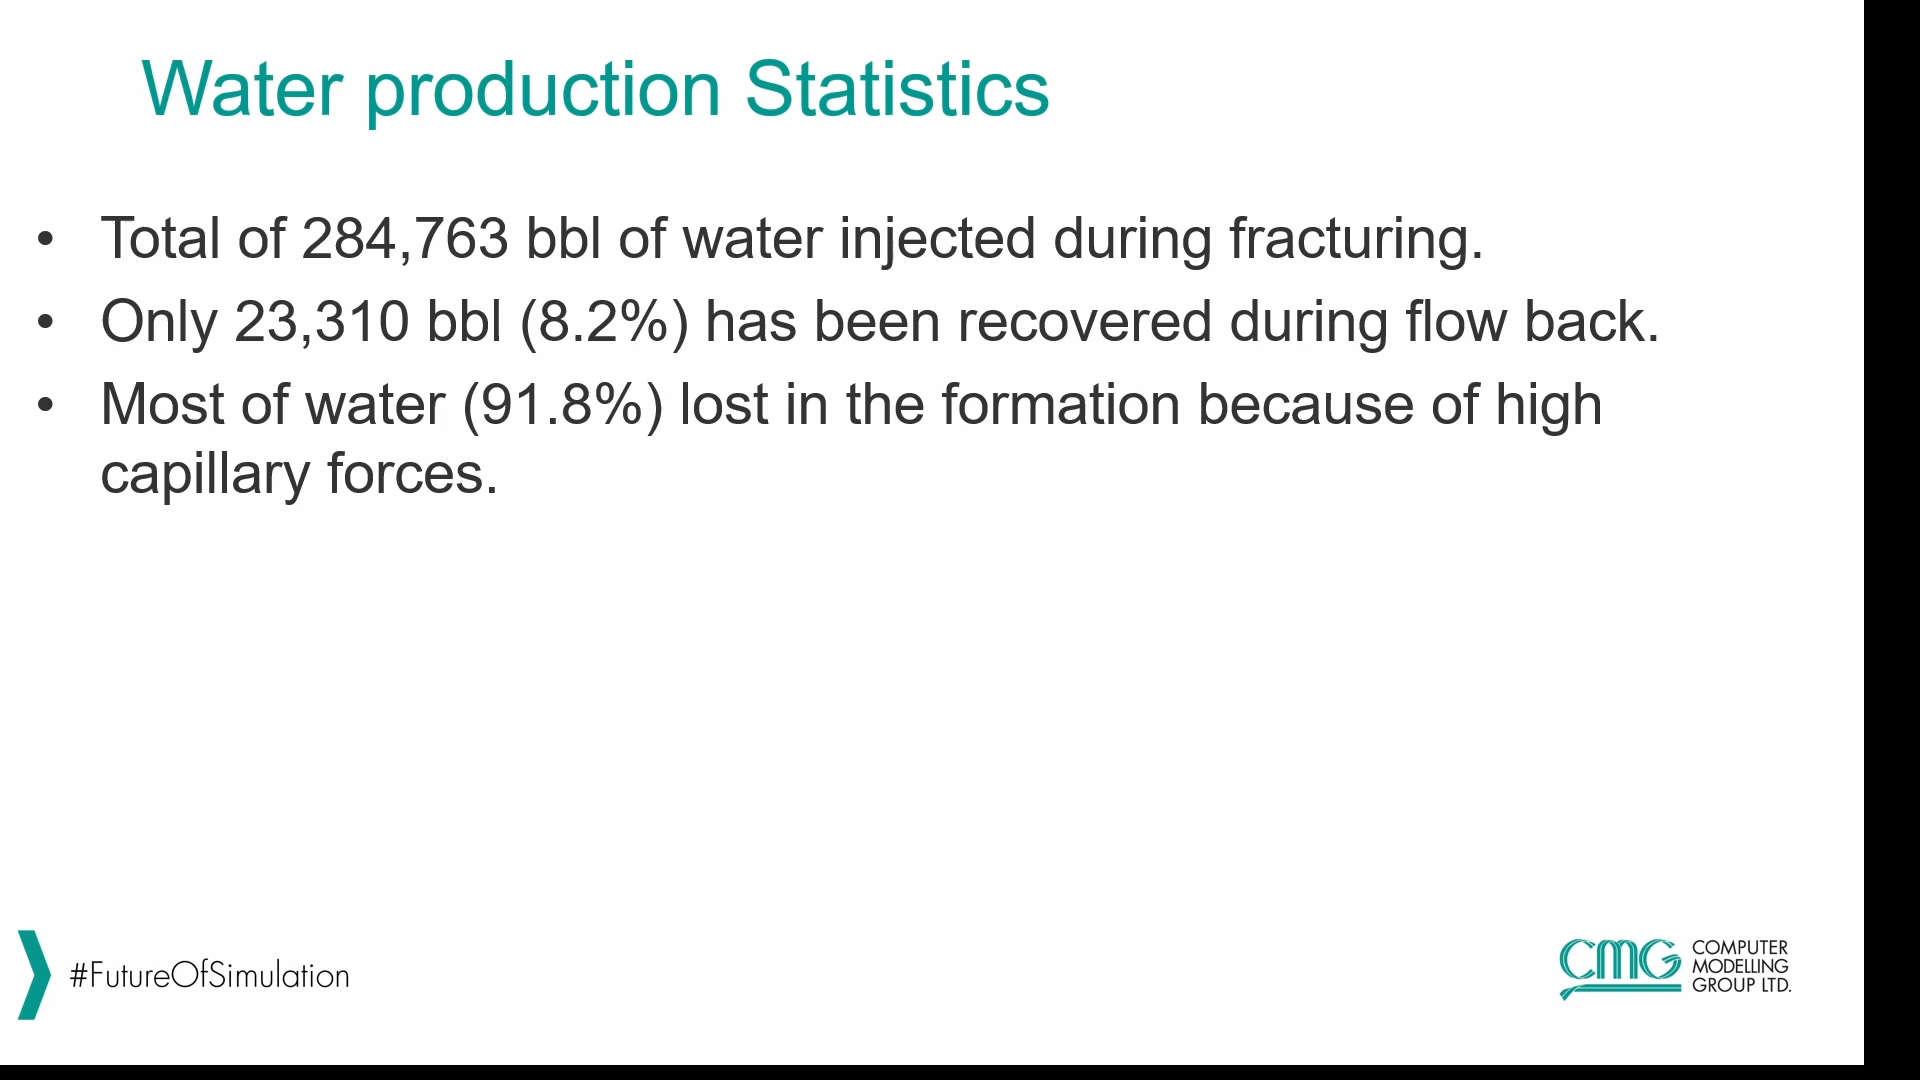 Water production Statistics
• Total of 284,763 bbl of water injected during fracturing.
• Only 23,310 bbl (8.2%) has been recovered during flow back.
• Most of water (91.8%) lost in the formation because of high
capillary forces.
#FutureOfSimulation
CMG
COMPUTER
MODELLING
GROUP LTD.